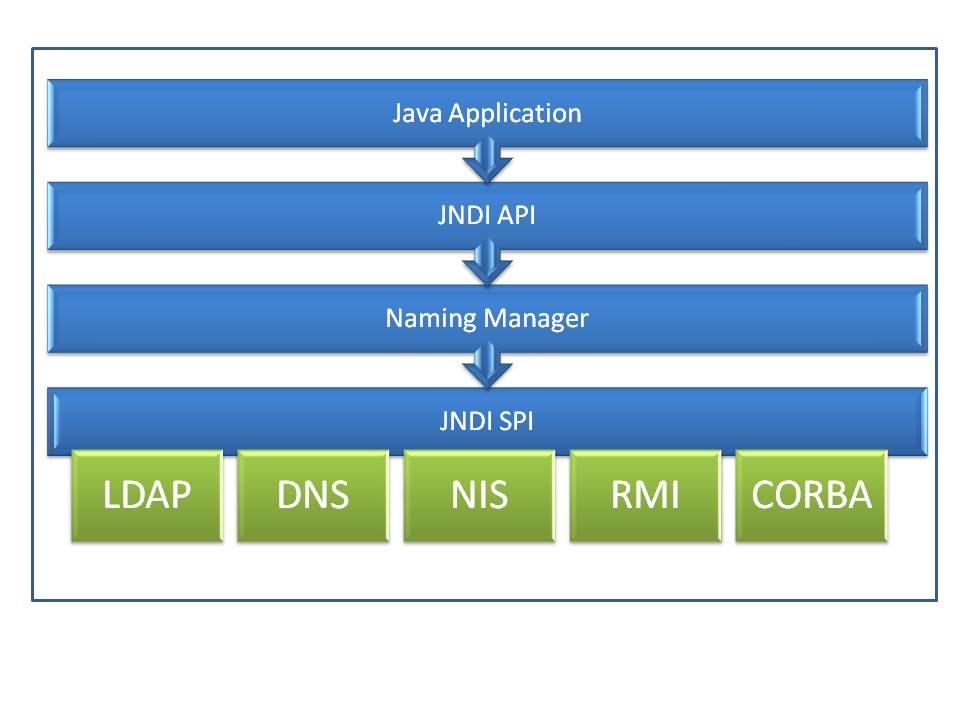 Java Application
JNDI API
Naming Manager
JNDI SPI
LDAP
DNS
NIS
RMI
CORBA